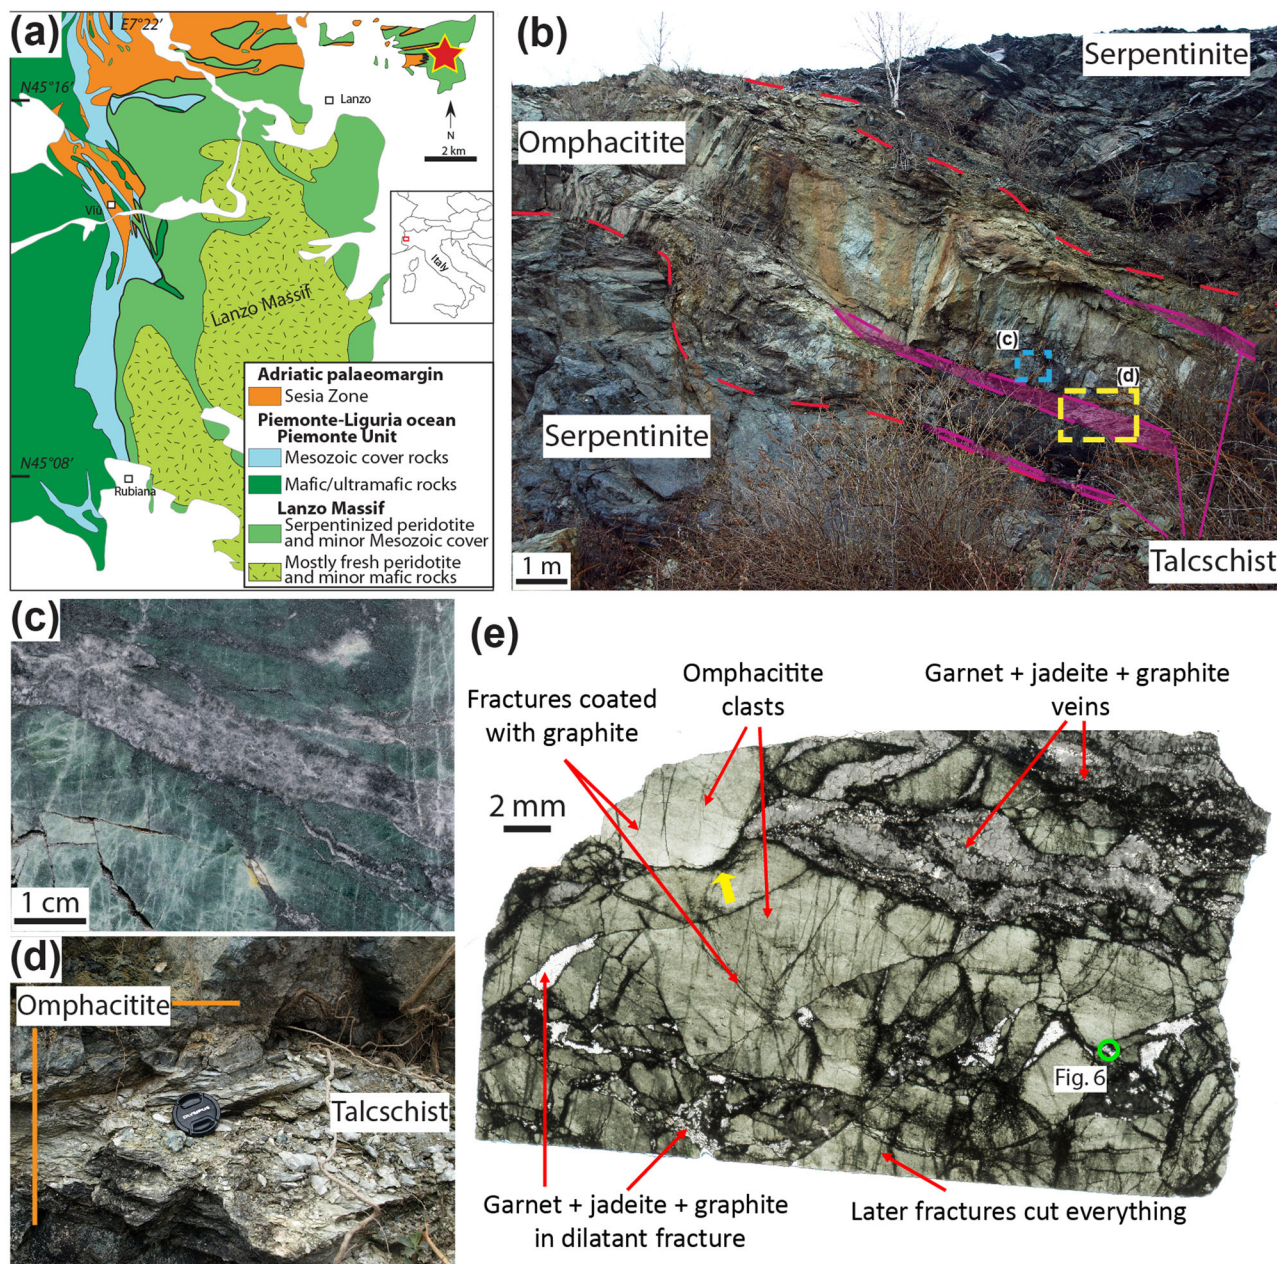 (a)
E7°22'
N45°16'
Lanzo
N
2 km
Viù
Italy
Lanzo Massif
N45°08'
Rubiana
Adriatic palaeomargin
Sesia Zone
Piemonte-Liguria ocean
Piemonte Unit
Mesozoic cover rocks
Mafic/ultramafic rocks
Lanzo Massif
Serpentinized peridotite
and minor Mesozoic cover
Mostly fresh peridotite
and minor mafic rocks
(b)
Serpentinite
Omphacitite
(c)
(d)
Serpentinite
1 m
Talcschist
(c)
1 cm
(d)
Omphacitite
OLYMPUS
Talcschist
(e)
Fractures coated
with graphite
Omphacitite
clasts
Garnet + jadeite + graphite
veins
2 mm
Fig. 6
Garnet + jadeite + graphite
in dilatant fracture
Later fractures cut everything